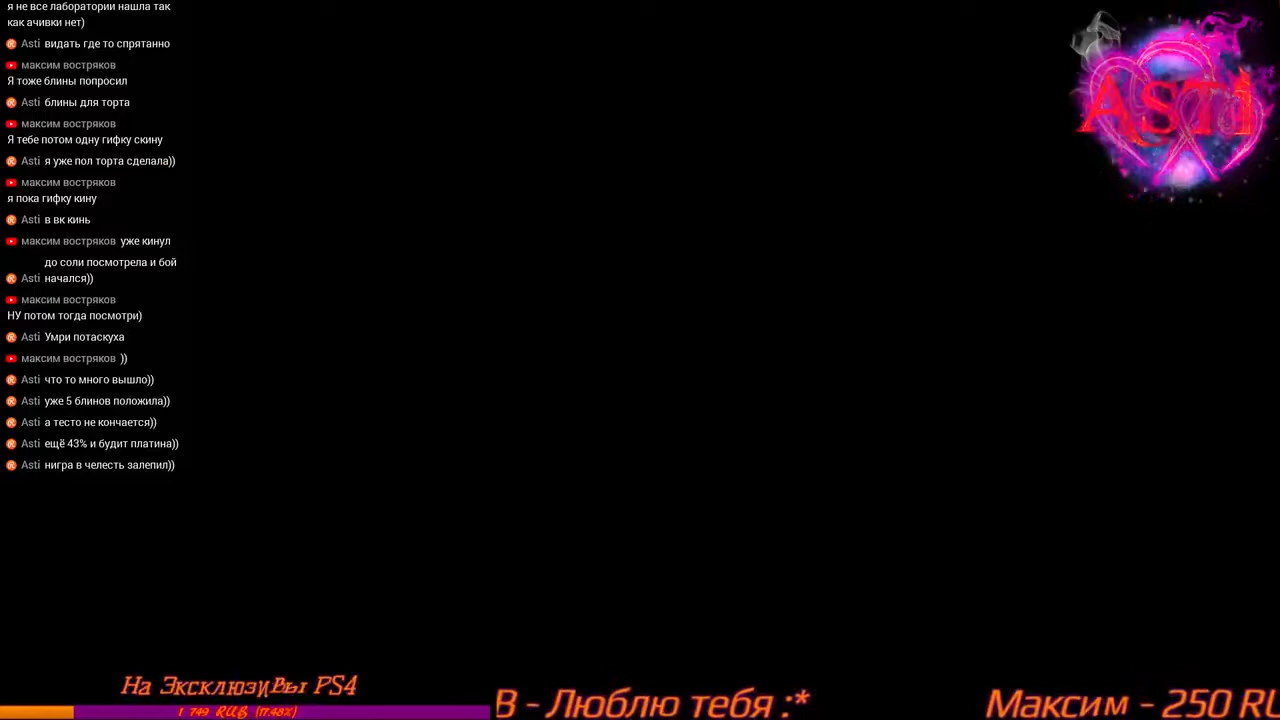 я не все лаборатории нашла так
как ачивки нет)
Asti видать где то спрятанно
максим востряков
Я тоже блины попросил
Asti блины для торта
максим востряков
Я тебе потом одну гифку скину
Asti я уже пол торта сделала))
максим востряков
я пока гифку кину
Asti в вк кинь
максим востряков уже кинул
до соли посмотрела и бой
Asti начался))
максим востряков
НУ потом тогда посмотри)
Asti Умри потаскуха
максим востряков ))
Asti что то много вышло))
Asti уже 5 блинов положила))
Asti а тесто не кончается))
Asti ещё 43% и будит платина))
Asti нигра в челесть залепил))
ASTI
На Эксклюзивы PS4
1 749 RUB (17.48%)
B - Люблю тебя :*
Максим - 250 RU